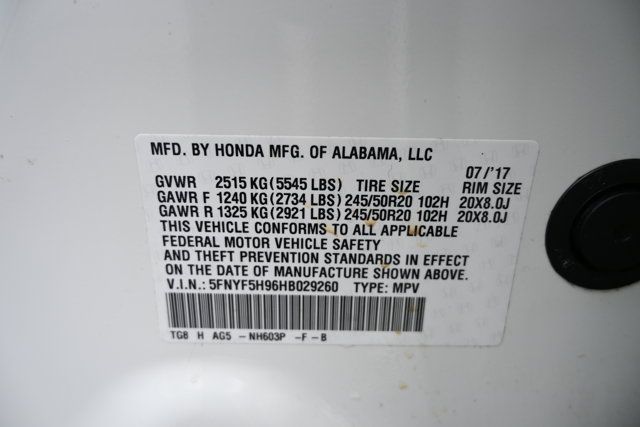 MFD. BY HONDA MFG. OF ALABAMA, LLC
07/'17
GVWR 2515 KG(5545 LBS) TIRE SIZE RIM SIZE
GAWR F 1240 KG(2734 LBS)245/50R20 102H 20X8.0J
GAWR R 1325 KG(2921 LBS)245/50R20 102H 20X8.0J
THIS VEHICLE CONFORMS TO ALL APPLICABLE
FEDERAL MOTOR VEHICLE SAFETY
AND THEFT PREVENTION STANDARDS IN EFFECT
ON THE DATE OF MANUFACTURE SHOWN ABOVE.
V.I.N.:5FNYF5H96HB029260 TYPE: MPV
TG8 H AG5 -NH603P -F-B